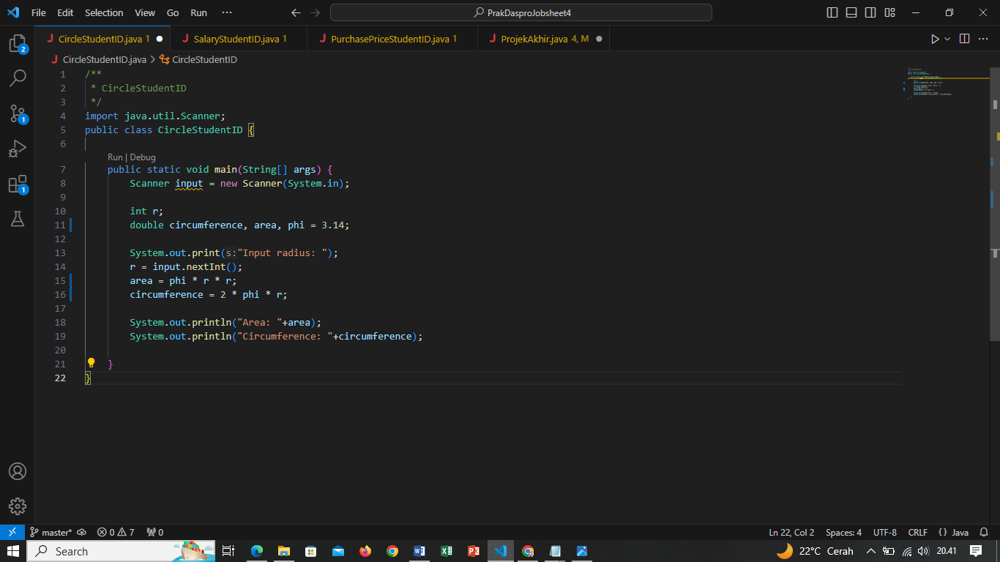 File Edit Selection View Go Run ··· PrakDasproJobsheet4
CircleStudentID.java 1 SalaryStudentID.java 1 PurchasePriceStudentID.java 1 ProjekAkhir.java 4, M
CircleStudentID.java > CircleStudentID
1 /**
2 * CircleStudentID
3 */
4 import java.util.Scanner;
5 public class CircleStudentID {
6
Run | Debug
7 public static void main(String[] args) {
8 Scanner input = new Scanner(System.in);
9
10 int r;
11 double circumference, area, phi = 3.14;
12
13 System.out.print(s:"Input radius: ");
14 r = input.nextInt();
15 area = phi * r * r;
16 circumference = 2 * phi * r;
17
18 System.out.println("Area: "+area);
19 System.out.println("Circumference: "+circumference);
20
21 }
22 }
2
1
1
master* 0 7 0 Ln 22, Col 2 Spaces: 4 UTF-8 CRLF {} Java
Search 22°C Cerah 20.41